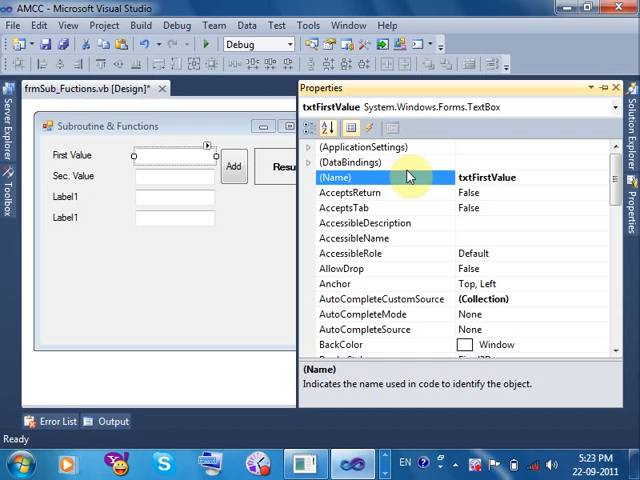 AMCC - Microsoft Visual Studio
File Edit View Project Build Debug Team Data Tools Test Window Help
Debug
frmSub_Fuctions.vb [Design]*
Properties
Server Explorer
Toolbox
Subroutine & Functions
First Value
Sec. Value
Label1
Label1
Add
Resu
txtFirstValue System.Windows.Forms.TextBox
(ApplicationSettings)
(DataBindings)
(Name) txtFirstValue
AcceptsReturn False
AcceptsTab False
AccessibleDescription
AccessibleName
AccessibleRole Default
AllowDrop False
Anchor Top, Left
AutoCompleteCustomSource (Collection)
AutoCompleteMode None
AutoCompleteSource None
BackColor Window
(Name)
Indicates the name used in code to identify the object.
Solution Explorer
Properties
Error List Output
Ready
EN
5:23 PM
22-09-2011